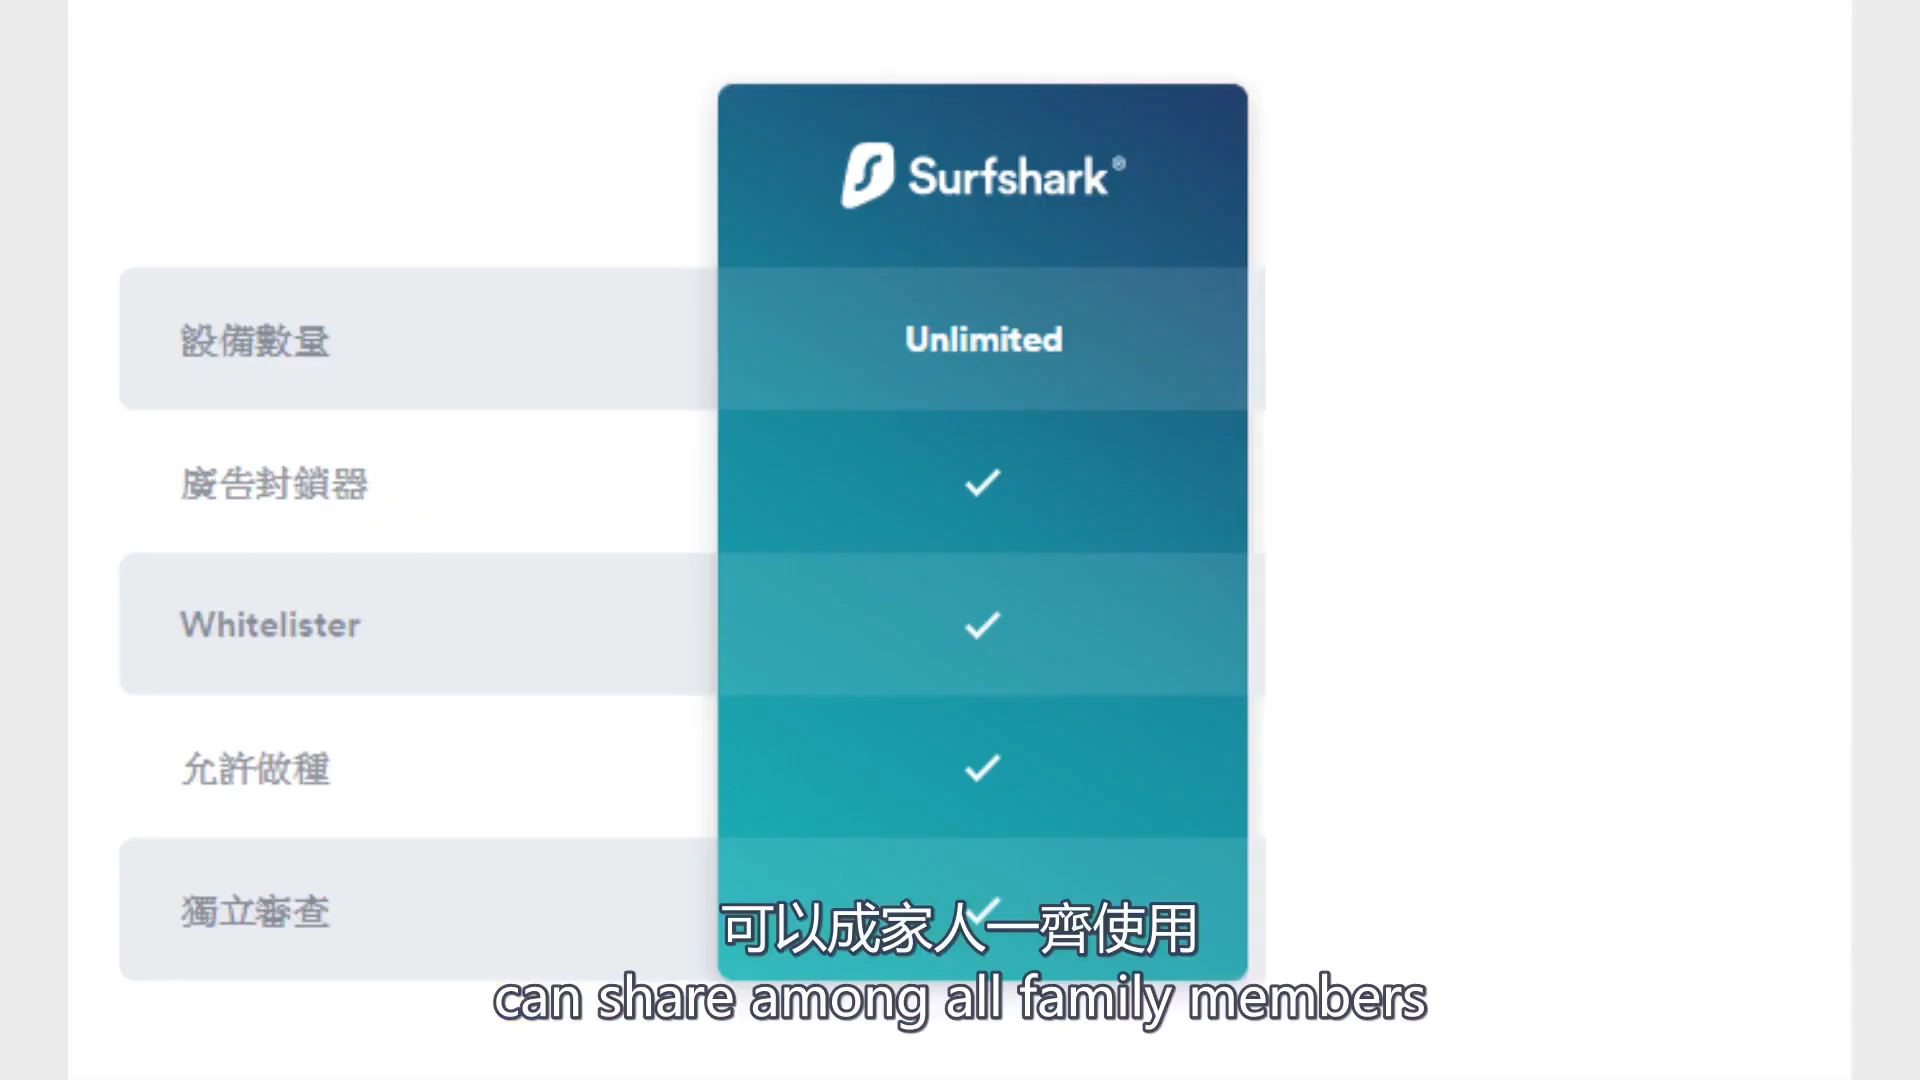 Surfshark®
設備數量 Unlimited
廣告封鎖器
Whitelister
允許做種
獨立審查
可以成家人一齊使用
can share among all family members